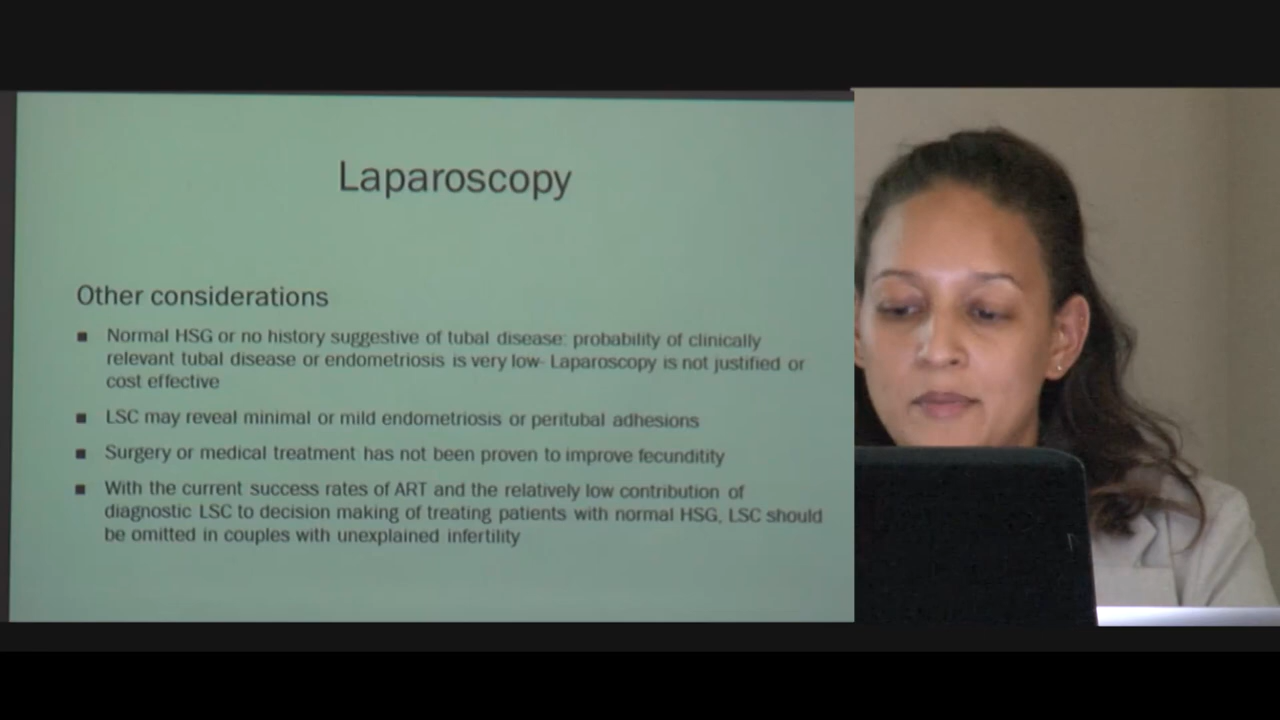 Laparoscopy
Other considerations
■ Normal HSG or no history suggestive of tubal disease: probability of clinically
relevant tubal disease or endometriosis is very low- Laparoscopy is not justified or
cost effective
■ LSC may reveal minimal or mild endometriosis or peritubal adhesions
■ Surgery or medical treatment has not been proven to improve fecunditity
■ With the current success rates of ART and the relatively low contribution of
diagnostic LSC to decision making of treating patients with normal HSG, LSC should
be omitted in couples with unexplained infertility